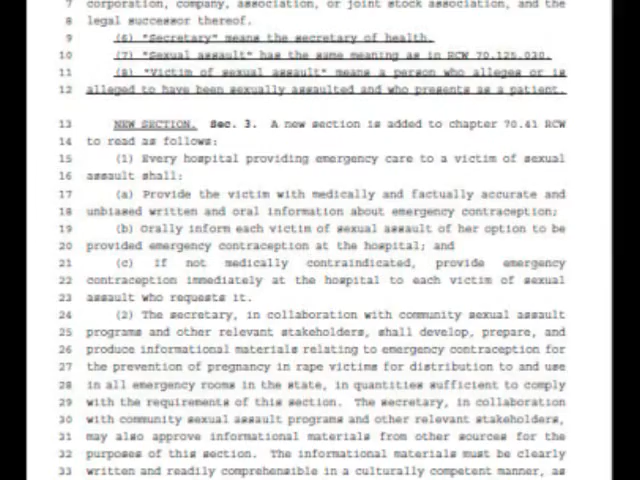 7 corporation, company, association, or joint stock association, and the
8 legal successor thereof.
9 (6) "Secretary" means the secretary of health.
10 (7) "Sexual assault" has the same meaning as in RCW 70.125.030.
11 (8) "Victim of sexual assault" means a person who alleges or is
12 alleged to have been sexually assaulted and who presents as a patient.
13 NEW SECTION. Sec. 3. A new section is added to chapter 70.41 RCW
14 to read as follows:
15 (1) Every hospital providing emergency care to a victim of sexual
16 assault shall:
17 (a) Provide the victim with medically and factually accurate and
18 unbiased written and oral information about emergency contraception;
19 (b) Orally inform each victim of sexual assault of her option to be
20 provided emergency contraception at the hospital; and
21 (c) If not medically contraindicated, provide emergency
22 contraception immediately at the hospital to each victim of sexual
23 assault who requests it.
24 (2) The secretary, in collaboration with community sexual assault
25 programs and other relevant stakeholders, shall develop, prepare, and
26 produce informational materials relating to emergency contraception for
27 the prevention of pregnancy in rape victims for distribution to and use
28 in all emergency rooms in the state, in quantities sufficient to comply
29 with the requirements of this section. The secretary, in collaboration
30 with community sexual assault programs and other relevant stakeholders,
31 may also approve informational materials from other sources for the
32 purposes of this section. The informational materials must be clearly
33 written and readily comprehensible in a culturally competent manner, as